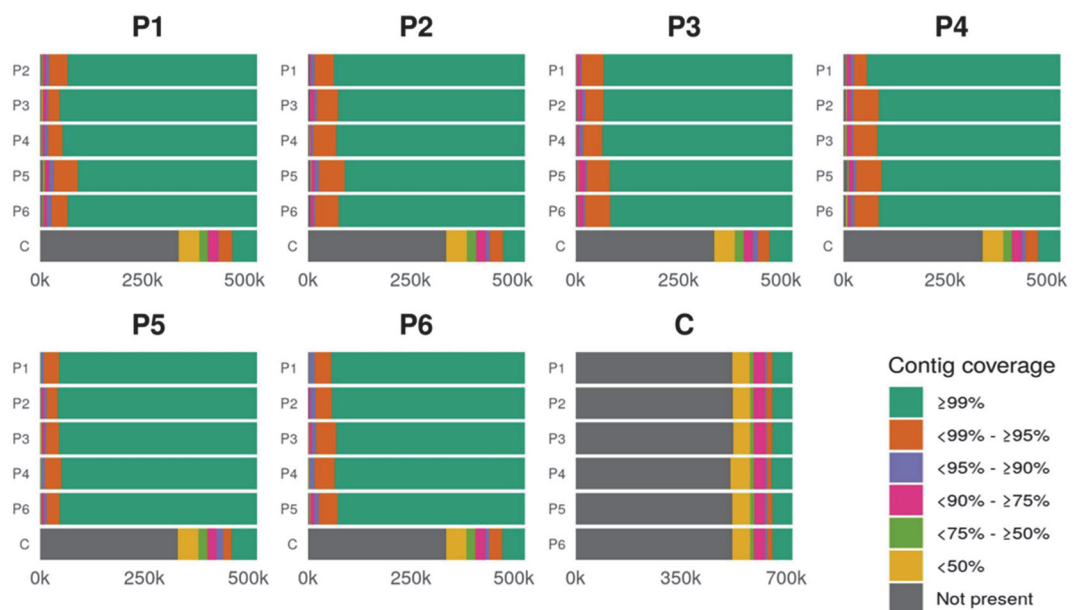 P1 P2 P3 P4
P2 P1 P1 P1
P3 P3 P2 P2
P4 P4 P4 P3
P5 P5 P5 P5
P6 P6 P6 P6
C C C C
0k 250k 500k 0k 250k 500k 0k 250k 500k 0k 250k 500k
P5 P6 C
P1 P1 P1
P2 P2 P2
P3 P3 P3
P4 P4 P4
P6 P5 P5
C C P6
0k 250k 500k 0k 250k 500k 0k 350k 700k
Contig coverage
≥99%
<99% - ≥95%
<95% - ≥90%
<90% - ≥75%
<75% - ≥50%
<50%
Not present